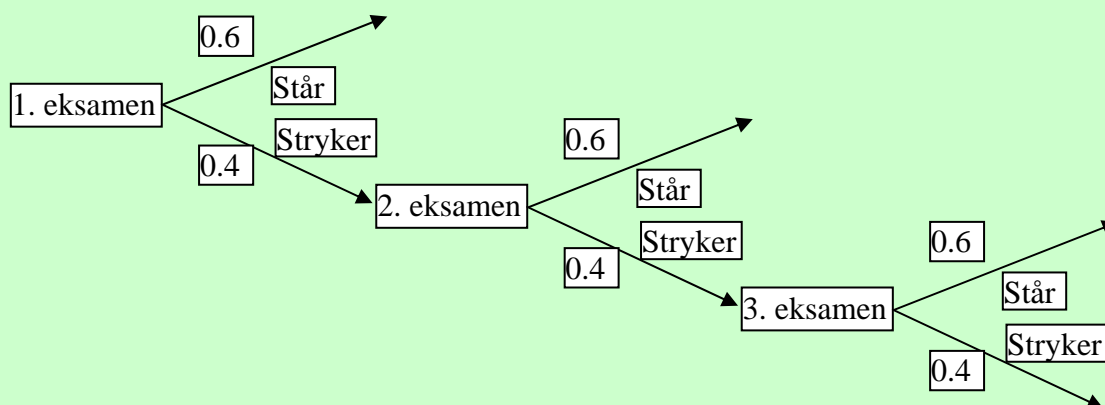 0.6
Står
1. eksamen
Stryker
0.4
0.6
Står
2. eksamen
Stryker
0.4
0.6
Står
3. eksamen
Stryker
0.4